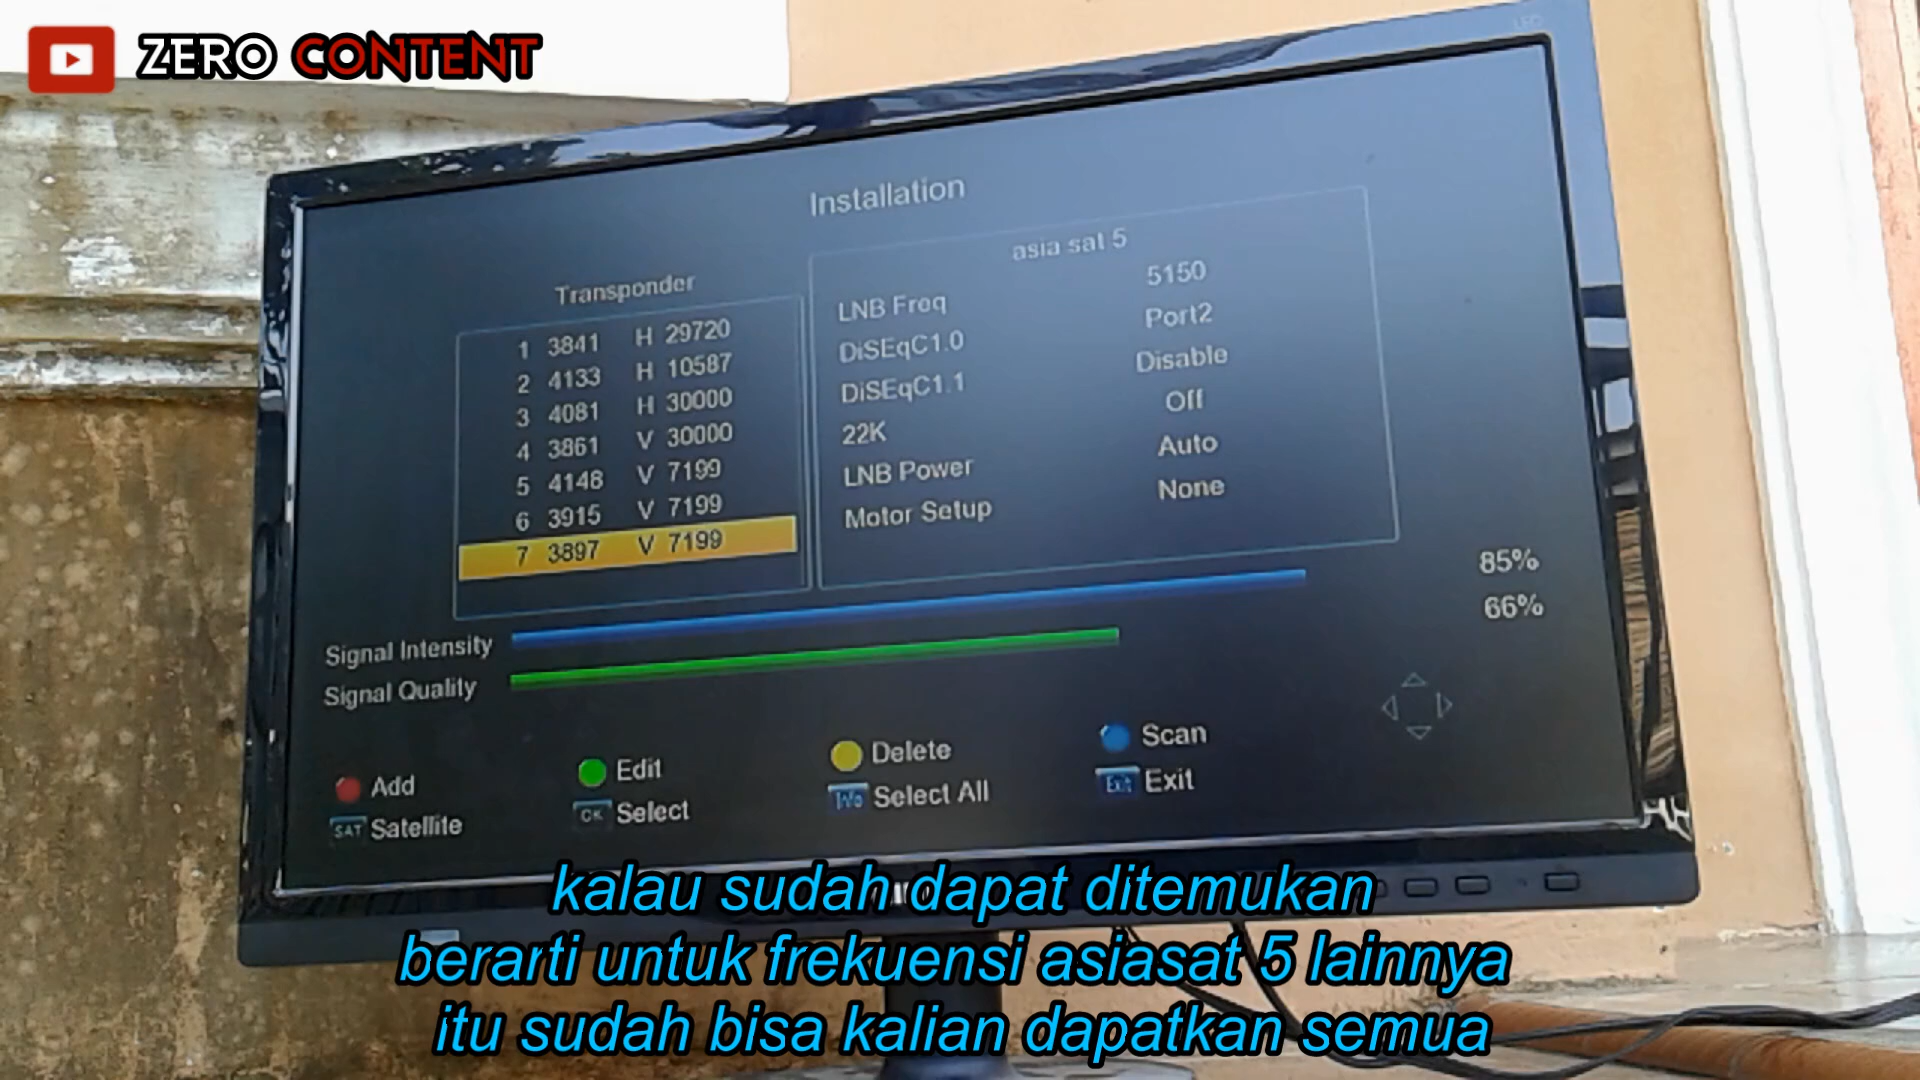 ZERO CONTENT
Installation
Transponder
1 3841 H 29720
2 4133 H 10587
3 4081 H 30000
4 3861 V 30000
5 4148 V 7199
6 3915 V 7199
7 3897 V 7199
asia sat 5
LNB Freq 5150
DiSEqC1.0 Port2
DiSEqC1.1 Disable
22K Off
LNB Power Auto
Motor Setup None
Signal Intensity 85%
Signal Quality 66%
Add Edit Delete Scan
SAT Satellite OK Select Info Select All Exit Exit
kalau sudah dapat ditemukan
berarti untuk frekuensi asiasat 5 lainnya
itu sudah bisa kalian dapatkan semua